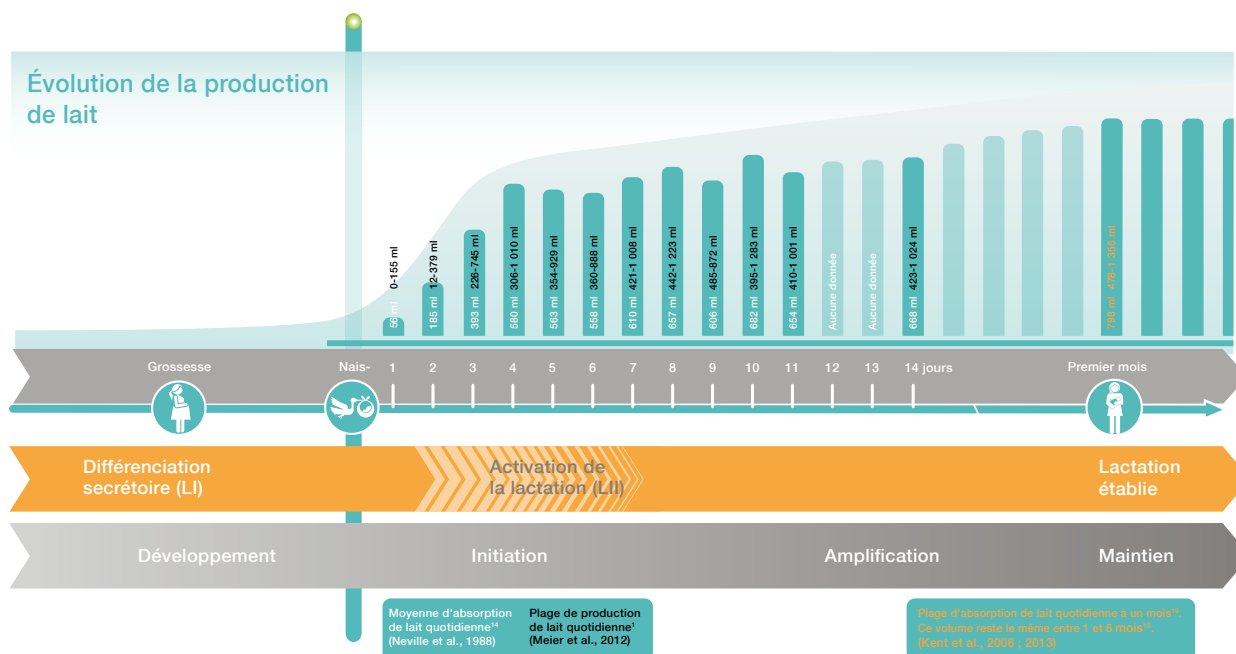 Évolution de la production
de lait
56 ml 0-155 ml
185 ml 12-379 ml
393 ml 226-745 ml
580 ml 306-1 010 ml
563 ml 354-929 ml
558 ml 360-888 ml
610 ml 421-1 008 ml
657 ml 442-1 223 ml
606 ml 485-872 ml
682 ml 395-1 283 ml
654 ml 410-1 001 ml
Aucune donnée
Aucune donnée
668 ml 423-1 024 ml
798 ml 478-1 356 ml
Grossesse
Nais-
1 2 3 4 5 6 7 8 9 10 11 12 13 14 jours
Premier mois
Différenciation
secrétoire (LI)
Activation de
la lactation (LII)
Lactation
établie
Développement
Initiation
Amplification
Maintien
Moyenne d'absorption
de lait quotidienne¹⁴
(Neville et al., 1988)
Plage de production
de lait quotidienne¹
(Meier et al., 2012)
Plage d'absorption de lait quotidienne à un mois¹⁵.
Ce volume reste le même entre 1 et 6 mois¹⁵.
(Kent et al., 2006 ; 2013)